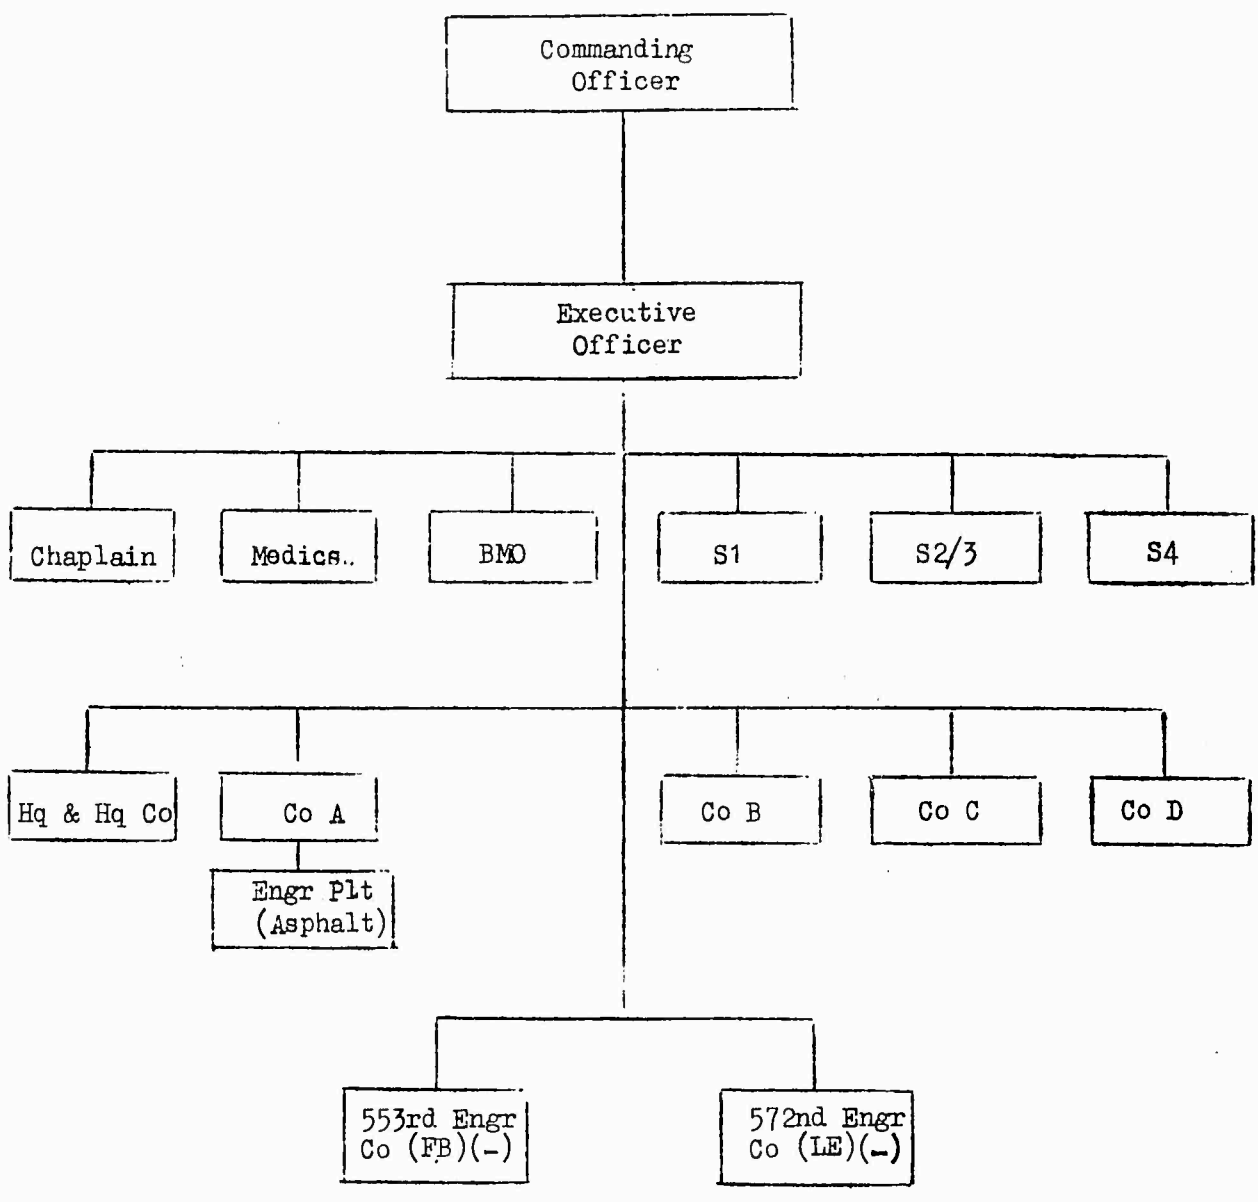 Commanding
Officer
Executive
Officer
Chaplain
Medics..
BMO
S1
S2/3
S4
Hq & Hq Co
Co A
Co B
Co C
Co D
Engr Plt
(Asphalt)
553rd Engr
Co (FB)(-)
572nd Engr
Co (LE)(-)